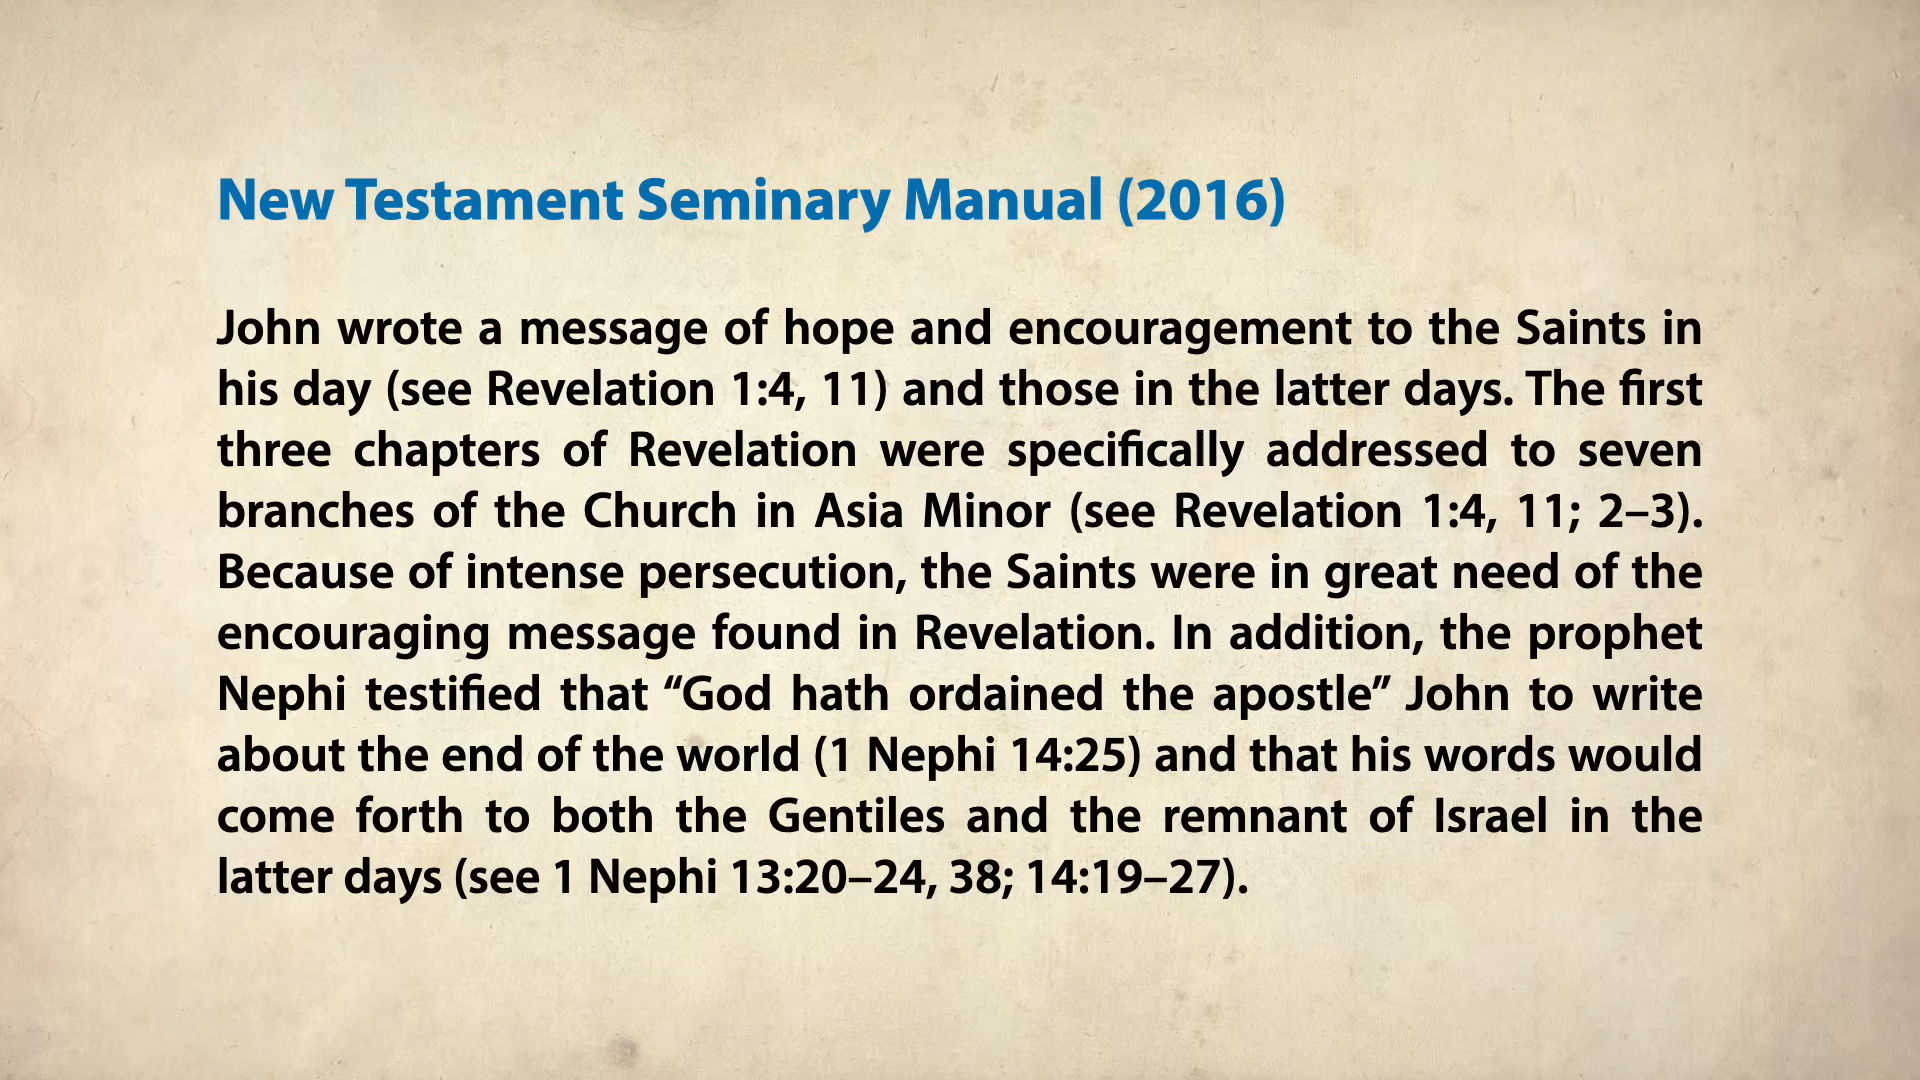 New Testament Seminary Manual (2016)
John wrote a message of hope and encouragement to the Saints in
his day (see Revelation 1:4, 11) and those in the latter days. The first
three chapters of Revelation were specifically addressed to seven
branches of the Church in Asia Minor (see Revelation 1:4, 11; 2–3).
Because of intense persecution, the Saints were in great need of the
encouraging message found in Revelation. In addition, the prophet
Nephi testified that “God hath ordained the apostle” John to write
about the end of the world (1 Nephi 14:25) and that his words would
come forth to both the Gentiles and the remnant of Israel in the
latter days (see 1 Nephi 13:20–24, 38; 14:19–27).